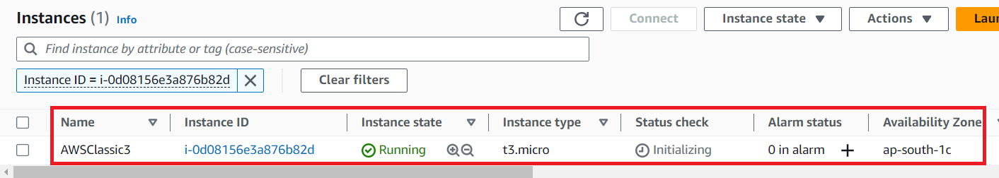 Instances (1) Info Connect Instance state Actions
Find instance by attribute or tag (case-sensitive)
Instance ID = i-0d08156e3a876b82d Clear filters
Name Instance ID Instance state Instance type Status check Alarm status Availability Zone
AWSClassic3 i-0d08156e3a876b82d Running t3.micro Initializing 0 in alarm ap-south-1c